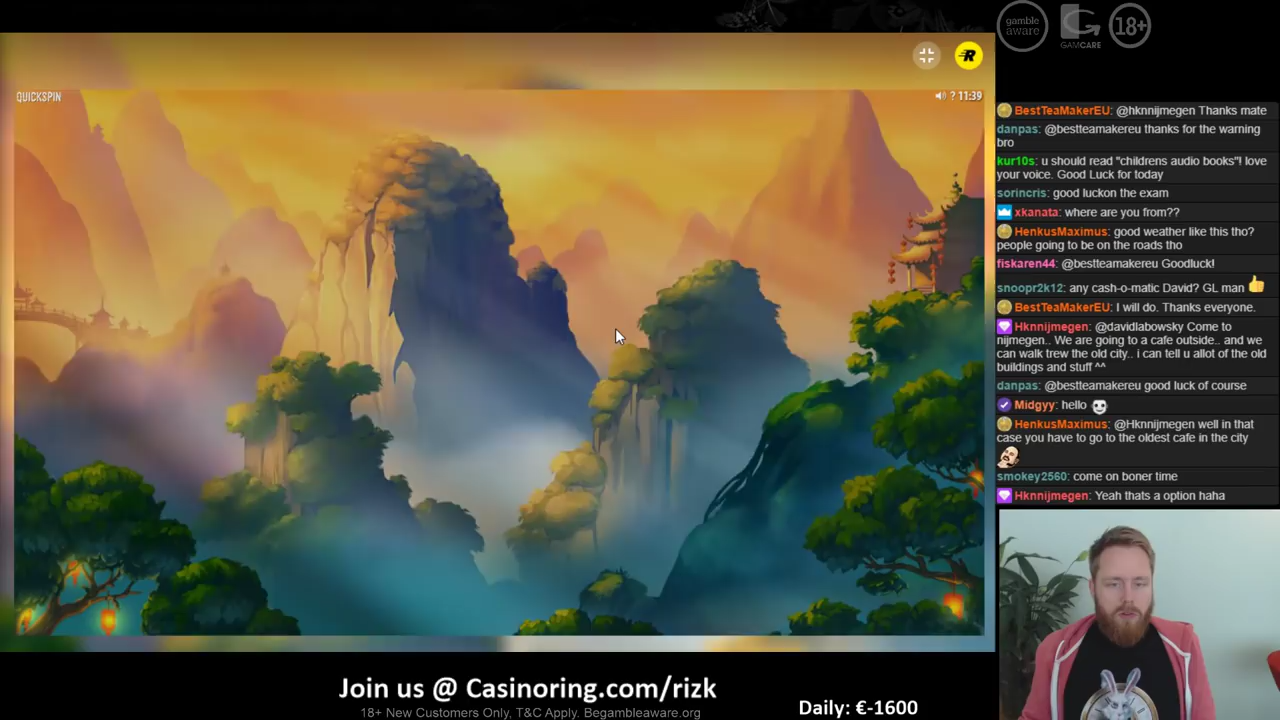 gamble
aware
GAMCARE
18+
R
QUICKSPIN
? 11:39
BestTeaMakerEU: @hknnijmegen Thanks mate
danpas: @bestteamakereu thanks for the warning
bro
kur10s: u should read "childrens audio books"! love
your voice. Good Luck for today
sorincris: good luckon the exam
xkanata: where are you from??
HenkusMaximus: good weather like this tho?
people going to be on the roads tho
fiskaren44: @bestteamakereu Goodluck!
snoopr2k12: any cash-o-matic David? GL man
BestTeaMakerEU: I will do. Thanks everyone.
Hknnijmegen: @davidlabowsky Come to
nijmegen.. We are going to a cafe outside.. and we
can walk trew the old city.. i can tell u allot of the old
buildings and stuff ^^
danpas: @bestteamakereu good luck of course
Midgyy: hello
HenkusMaximus: @Hknnijmegen well in that
case you have to go to the oldest cafe in the city
smokey2560: come on boner time
Hknnijmegen: Yeah thats a option haha
Join us @ Casinoring.com/rizk
18+ New Customers Only, T&C Apply. Begambleaware.org
Daily: €-1600